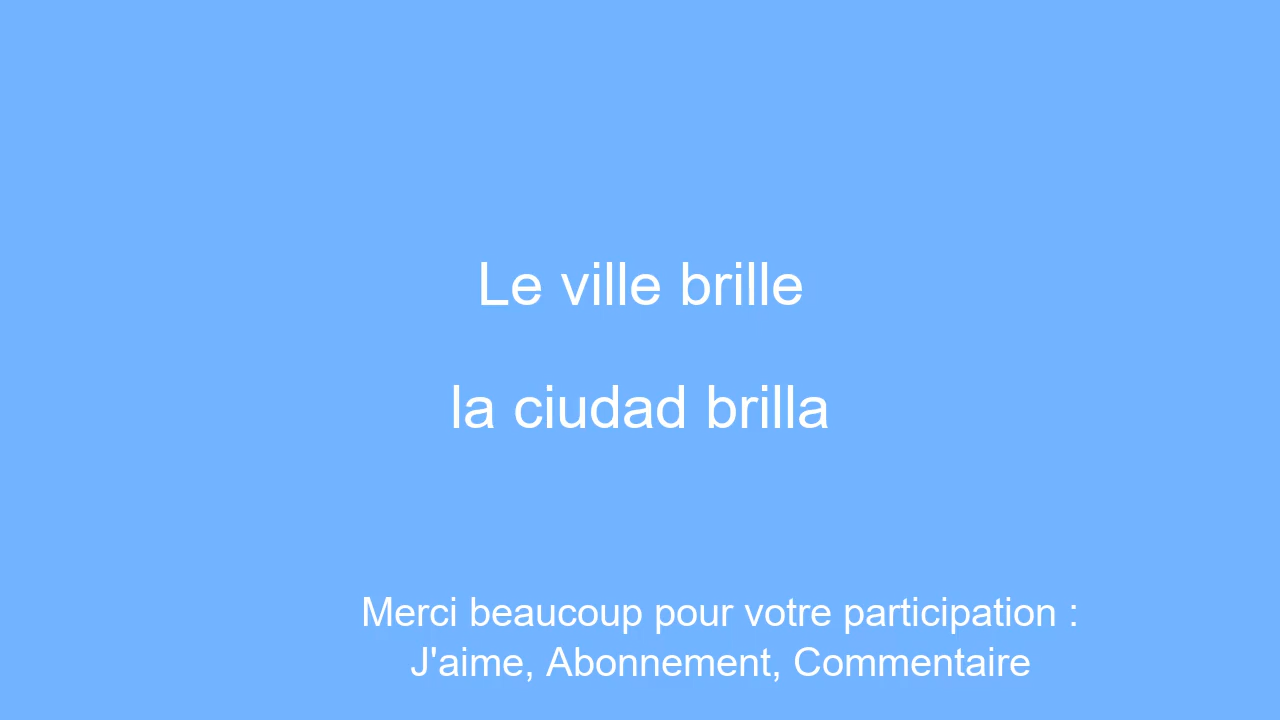 Le ville brille
la ciudad brilla
Merci beaucoup pour votre participation :
J'aime, Abonnement, Commentaire